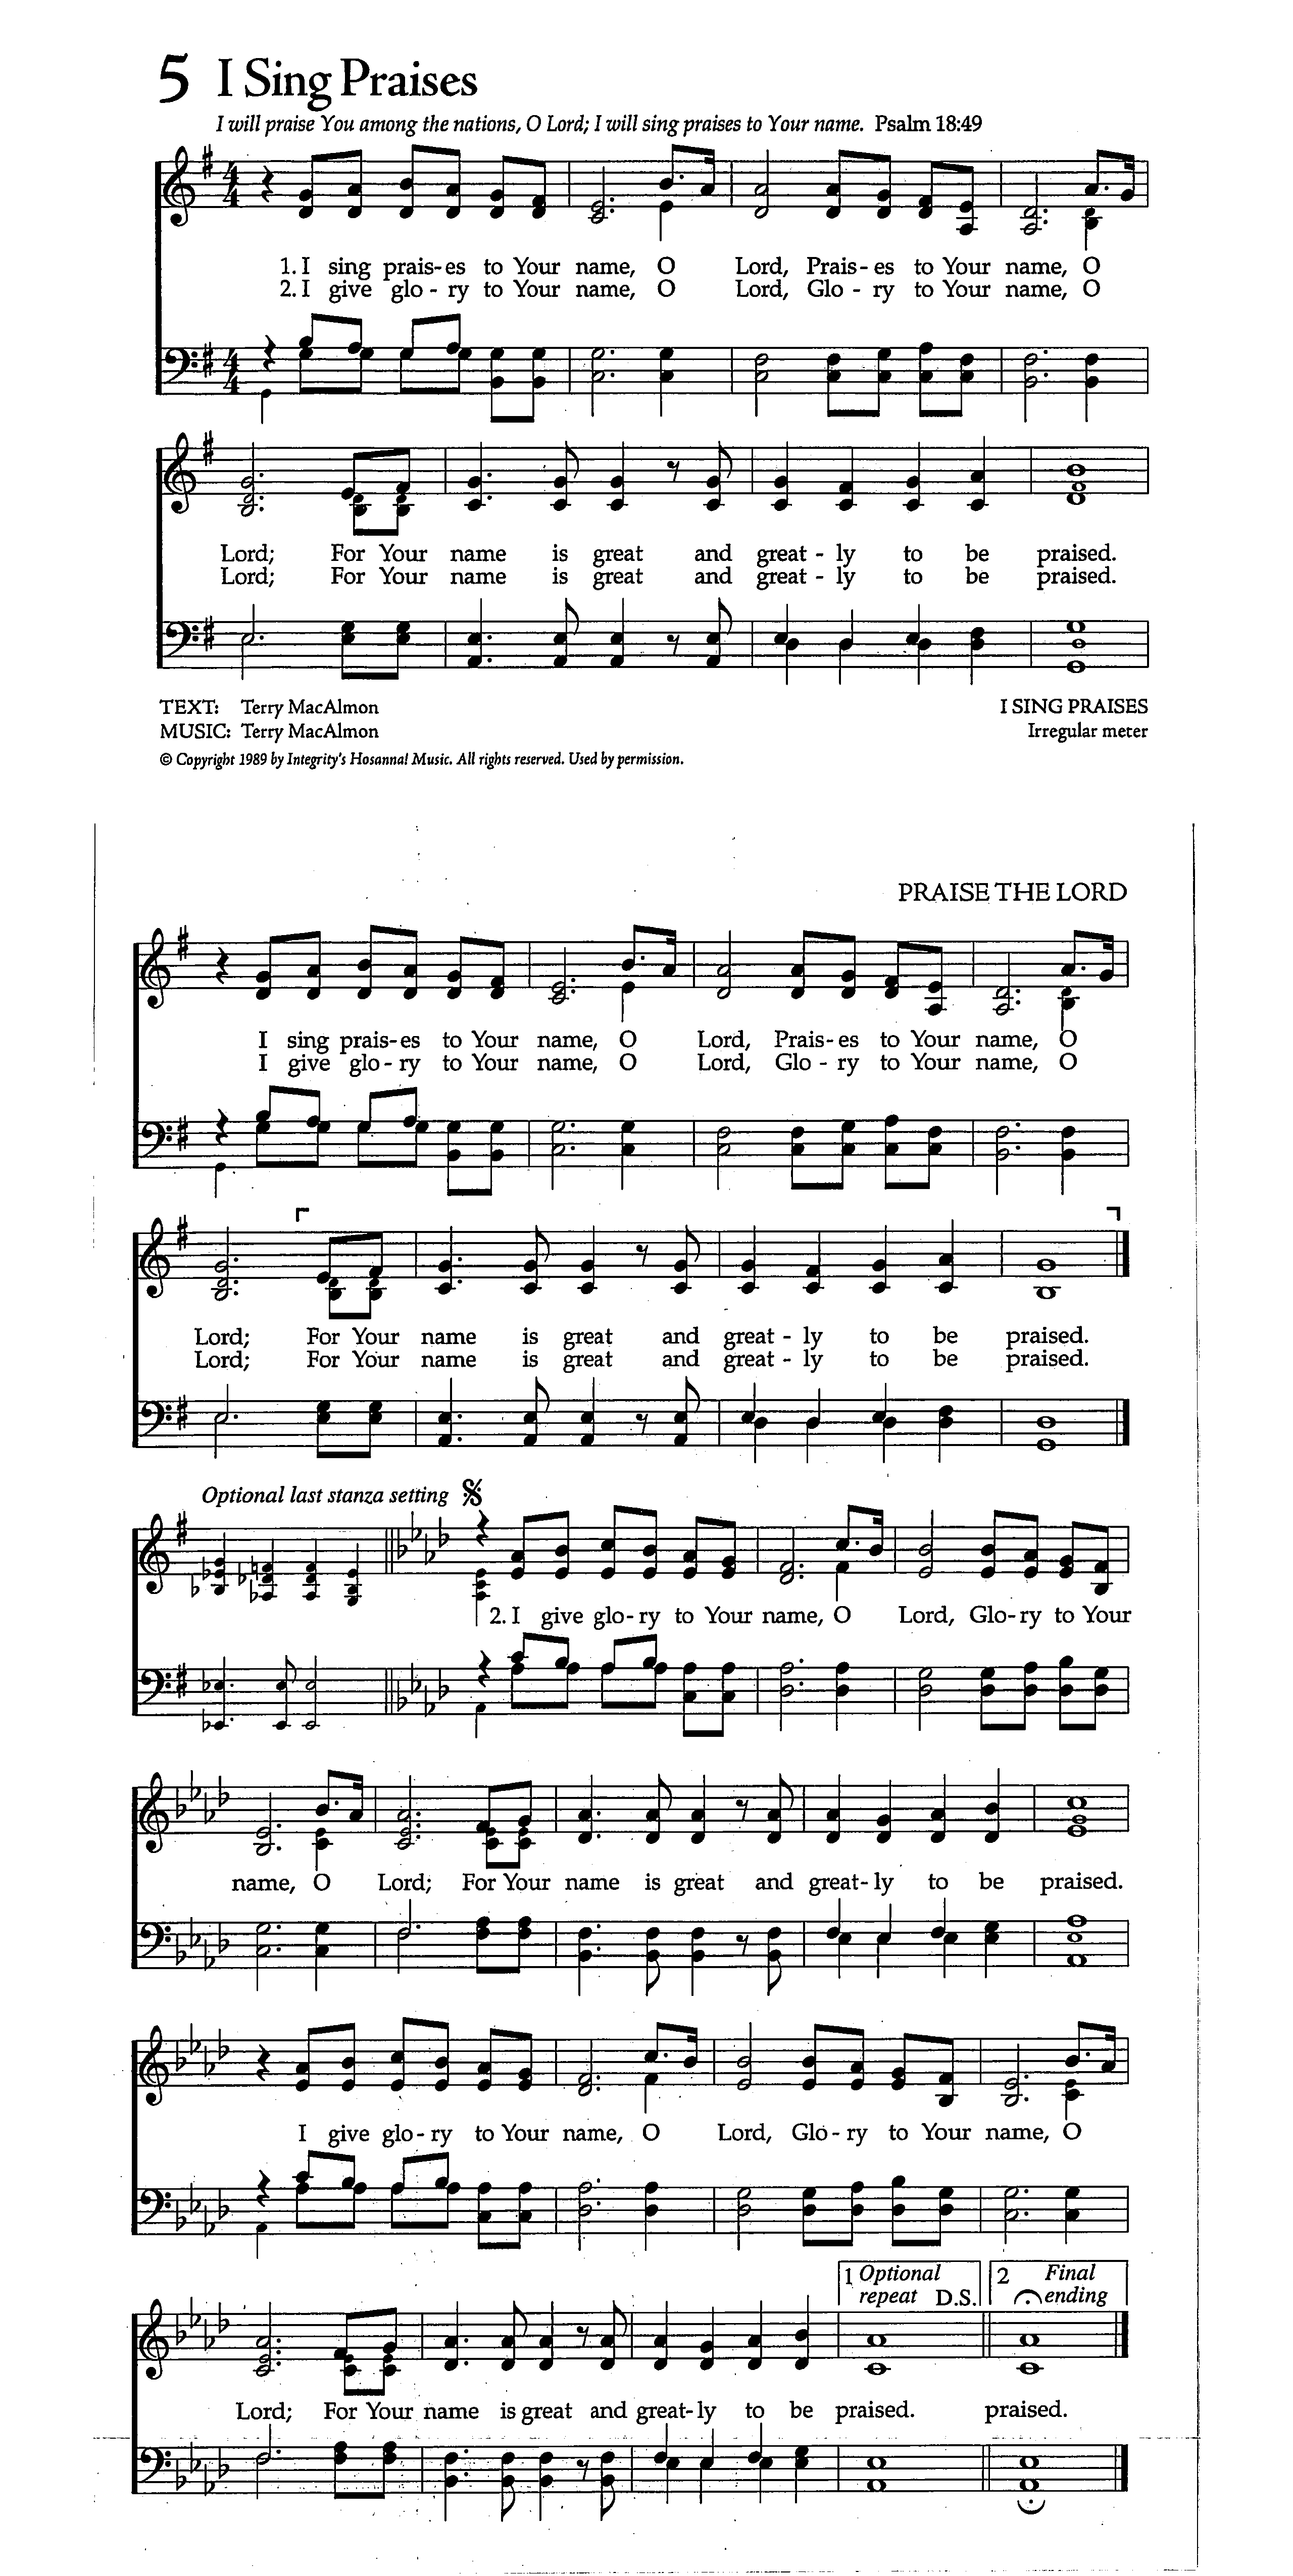 5 I Sing Praises
I will praise You among the nations, O Lord; I will sing praises to Your name. Psalm 18:49
1. I sing prais-es to Your name, O Lord, Prais-es to Your name, O
2. I give glo-ry to Your name, O Lord, Glo-ry to Your name, O
Lord; For Your name is great and great-ly to be praised.
Lord; For Your name is great and great-ly to be praised.
TEXT: Terry MacAlmon I SING PRAISES
MUSIC: Terry MacAlmon Irregular meter
© Copyright 1989 by Integrity's Hosanna! Music. All rights reserved. Used by permission.
PRAISE THE LORD
I sing prais-es to Your name, O Lord, Prais-es to Your name, O
I give glo-ry to Your name, O Lord, Glo-ry to Your name, O
Lord; For Your name is great and great-ly to be praised.
Lord; For Your name is great and great-ly to be praised.
Optional last stanza setting
2. I give glo-ry to Your name, O Lord, Glo-ry to Your
name, O Lord; For Your name is great and great-ly to be praised.
I give glo-ry to Your name, O Lord, Glo-ry to Your name, O
1 Optional repeat D.S. 2 Final ending
Lord; For Your name is great and great-ly to be praised. praised.